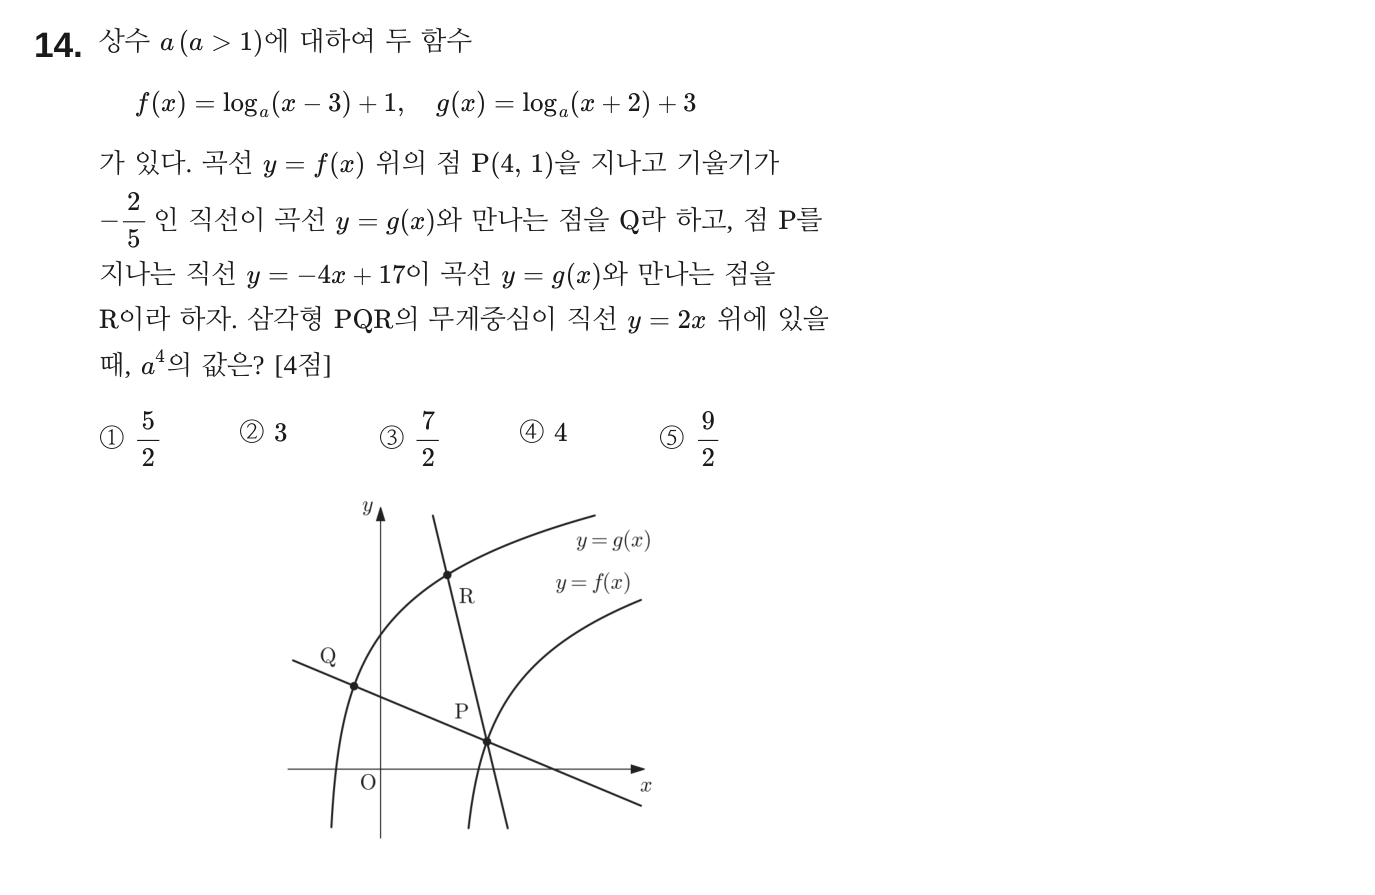 14. 상수 a (a > 1)에 대하여 두 함수
f(x) = logₐ(x − 3) + 1, g(x) = logₐ(x + 2) + 3
가 있다. 곡선 y = f(x) 위의 점 P(4, 1)을 지나고 기울기가
−2/5 인 직선이 곡선 y = g(x)와 만나는 점을 Q라 하고, 점 P를
지나는 직선 y = −4x + 17이 곡선 y = g(x)와 만나는 점을
R이라 하자. 삼각형 PQR의 무게중심이 직선 y = 2x 위에 있을
때, a⁴의 값은? [4점]
① 5/2 ② 3 ③ 7/2 ④ 4 ⑤ 9/2
y
y = g(x)
y = f(x)
R
Q
P
O
x